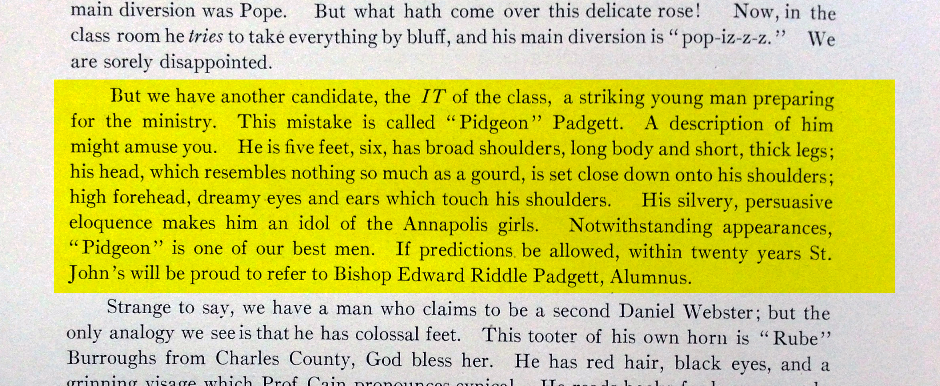 main diversion was Pope. But what hath come over this delicate rose! Now, in the
class room he tries to take everything by bluff, and his main diversion is “pop-iz-z-z.” We
are sorely disappointed.
But we have another candidate, the IT of the class, a striking young man preparing
for the ministry. This mistake is called “Pidgeon” Padgett. A description of him
might amuse you. He is five feet, six, has broad shoulders, long body and short, thick legs;
his head, which resembles nothing so much as a gourd, is set close down onto his shoulders;
high forehead, dreamy eyes and ears which touch his shoulders. His silvery, persuasive
eloquence makes him an idol of the Annapolis girls. Notwithstanding appearances,
“Pidgeon” is one of our best men. If predictions be allowed, within twenty years St.
John's will be proud to refer to Bishop Edward Riddle Padgett, Alumnus.
Strange to say, we have a man who claims to be a second Daniel Webster; but the
only analogy we see is that he has colossal feet. This tooter of his own horn is “Rube”
Burroughs from Charles County, God bless her. He has red hair, black eyes, and a
grinning visage which Prof. Cain pronounces cynical. He reads books